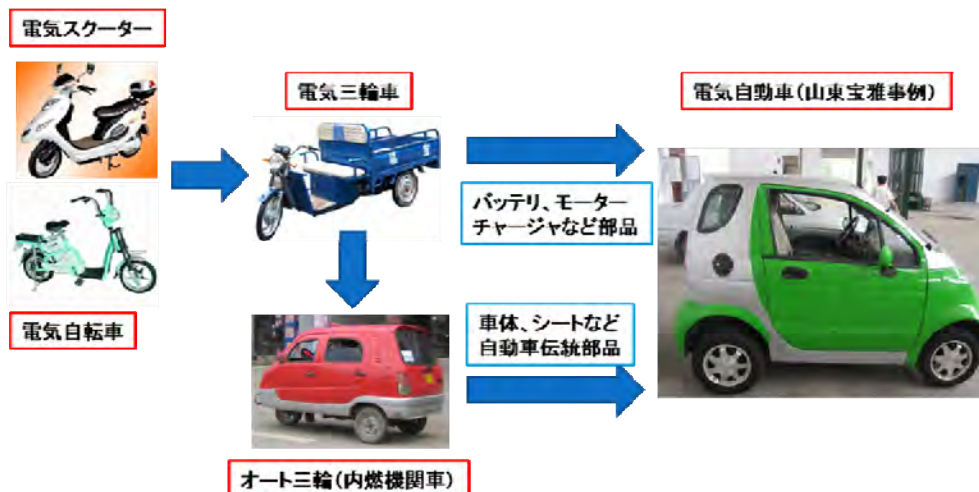 電気スクーター
電気自転車
電気三輪車
オート三輪(内燃機関車)
バッテリ、モーター
チャージャなど部品
車体、シートなど
自動車伝統部品
電気自動車(山東宝雅事例)